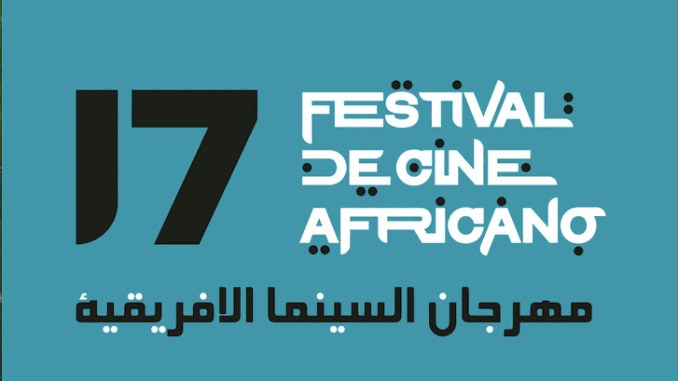 17
FESTIVAL
DE CINE
AFRICANO
مهرجان السينما الافريقية